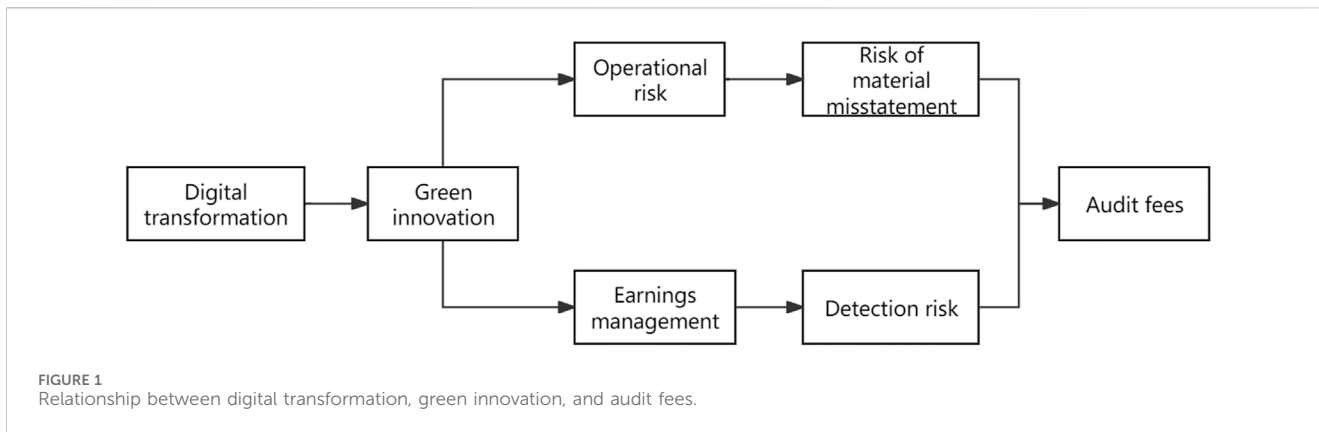 Operational
risk
Risk of
material
misstatement
Digital
transformation
Green
innovation
Audit fees
Earnings
management
Detection risk
FIGURE 1
Relationship between digital transformation, green innovation, and audit fees.